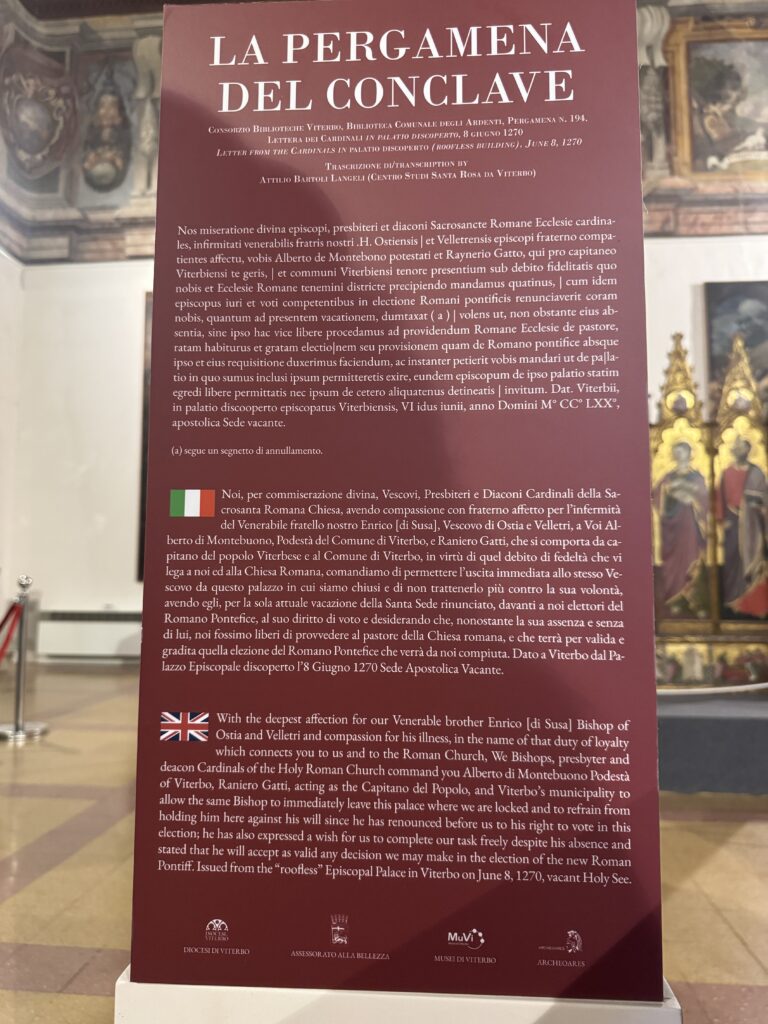 LA PERGAMENA
DEL CONCLAVE
Consorzio Biblioteche Viterbo, Biblioteca Comunale degli Ardenti, Pergamena n. 194,
Lettera dei Cardinali in palatio discoperto, 8 giugno 1270
Letter from the Cardinals in palatio discoperto (roofless building), June 8, 1270
Trascrizione di/transcription by
Attilio Bartoli Langeli (Centro Studi Santa Rosa da Viterbo)
Nos miseratione divina episcopi, presbiteri et diaconi Sacrosancte Romane Ecclesie cardina-
les, infirmitati venerabilis fratris nostri .H. Ostiensis | et Velletrensis episcopi fraterno compa-
tientes affectu, vobis Alberto de Montebono potestati et Raynerio Gatto, qui pro capitaneo
Viterbiensi te geris, | et communi Viterbiensi tenore presentium sub debito fidelitatis quo
nobis et Ecclesie Romane tenemini districte precipiendo mandamus quatinus, | cum idem
episcopus iuri et voti competentibus in electione Romani pontificis renunciaverit coram
nobis, quantum ad presentem vacationem, dumtaxat ( a ) | volens ut, non obstante eius ab-
sentia, sine ipso hac vice libere procedamus ad providendum Romane Ecclesie de pastore,
ratam habiturus et gratam electio|nem seu provisionem quam de Romano pontifice absque
ipso et eius requisitione duxerimus faciendum, ac instanter petierit vobis mandari ut de pa|la-
tio in quo sumus inclusi ipsum permitteretis exire, eundem episcopum de ipso palatio statim
egredi libere permittatis nec ipsum de cetero aliquatenus detineatis | invitum. Dat. Viterbii,
in palatio discooperto episcopatus Viterbiensis, VI idus iunii, anno Domini M° CC° LXX°,
apostolica Sede vacante.
(a) segue un segnetto di annullamento.
Noi, per commiserazione divina, Vescovi, Presbiteri e Diaconi Cardinali della Sa-
crosanta Romana Chiesa, avendo compassione con fraterno affetto per l'infermità
del Venerabile fratello nostro Enrico [di Susa], Vescovo di Ostia e Velletri, a Voi Al-
berto di Montebuono, Podestà del Comune di Viterbo, e Raniero Gatti, che si comporta da ca-
pitano del popolo Viterbese e al Comune di Viterbo, in virtù di quel debito di fedeltà che vi
lega a noi ed alla Chiesa Romana, comandiamo di permettere l'uscita immediata allo stesso Ve-
scovo da questo palazzo in cui siamo chiusi e di non trattenerlo più contro la sua volontà,
avendo egli, per la sola attuale vacazione della Santa Sede rinunciato, davanti a noi elettori del
Romano Pontefice, al suo diritto di voto e desiderando che, nonostante la sua assenza e senza
di lui, noi fossimo liberi di provvedere al pastore della Chiesa romana, e che terrà per valida e
gradita quella elezione del Romano Pontefice che verrà da noi compiuta. Dato a Viterbo dal Pa-
lazzo Episcopale discoperto l'8 Giugno 1270 Sede Apostolica Vacante.
With the deepest affection for our Venerable brother Enrico [di Susa] Bishop of
Ostia and Velletri and compassion for his illness, in the name of that duty of loyalty
which connects you to us and to the Roman Church, We Bishops, presbyter and
deacon Cardinals of the Holy Roman Church command you Alberto di Montebuono Podestà
of Viterbo, Raniero Gatti, acting as the Capitano del Popolo, and Viterbo's municipality to
allow the same Bishop to immediately leave this palace where we are locked and to refrain from
holding him here against his will since he has renounced before us to his right to vote in this
election; he has also expressed a wish for us to complete our task freely despite his absence and
stated that he will accept as valid any decision we may make in the election of the new Roman
Pontiff. Issued from the “roofless” Episcopal Palace in Viterbo on June 8, 1270, vacant Holy See.
DIOCESI DI VITERBO
ASSESSORATO ALLA BELLEZZA
MuVi
MUSEI DI VITERBO
ARCHEOARES
ARCHEOARES